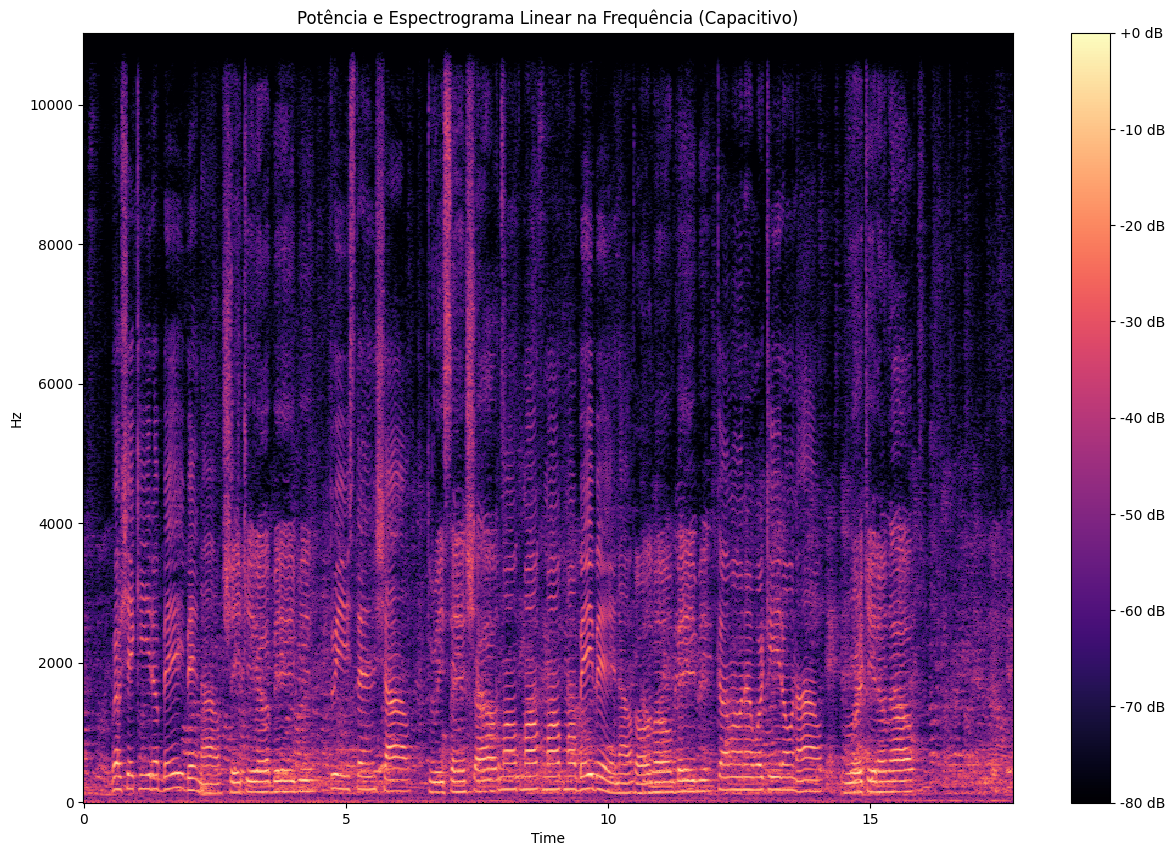 Potência e Espectrograma Linear na Frequência (Capacitivo)
Hz
10000
8000
6000
4000
2000
0
0
5
10
15
Time
+0 dB
-10 dB
-20 dB
-30 dB
-40 dB
-50 dB
-60 dB
-70 dB
-80 dB